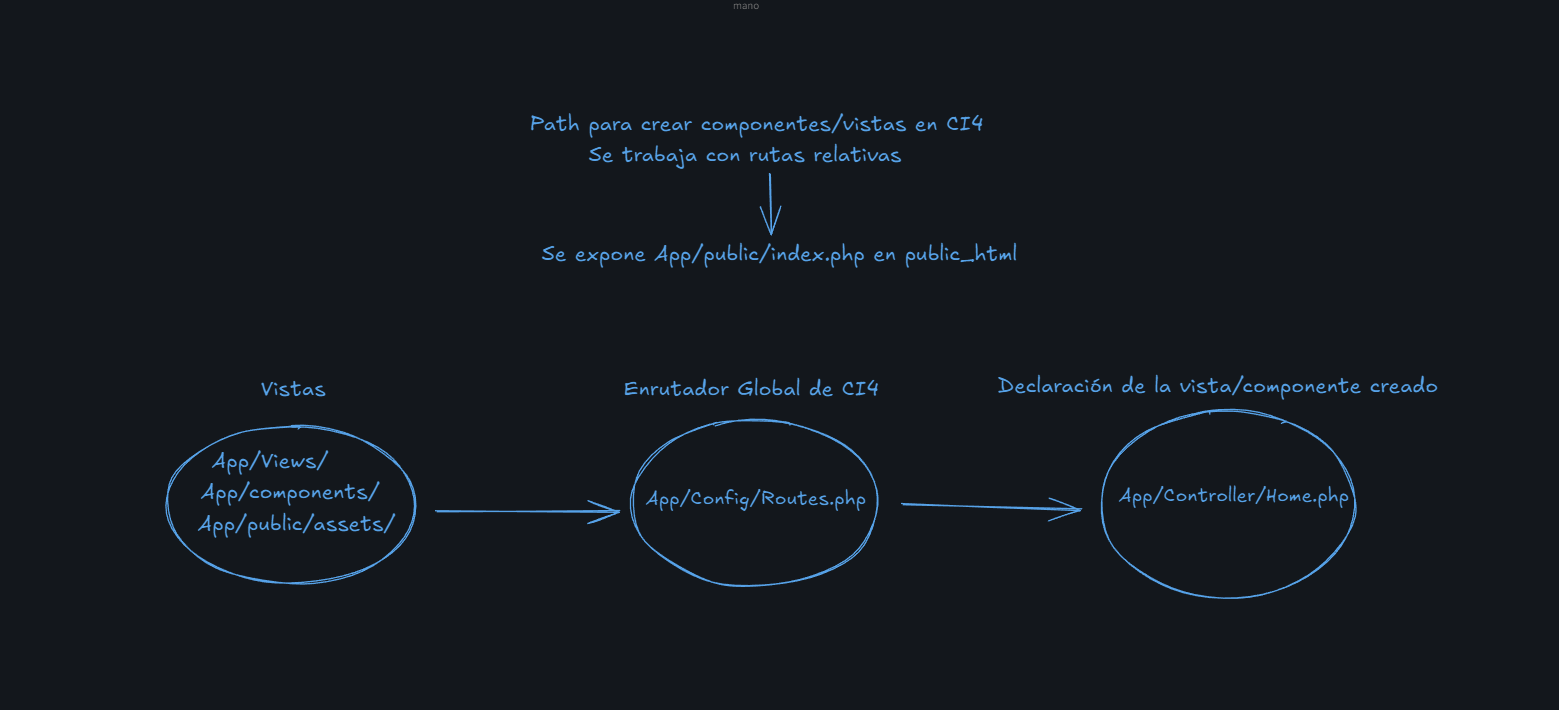 mano
Path para crear componentes/vistas en CI4
Se trabaja con rutas relativas
Se expone App/public/index.php en public_html
Vistas
App/Views/
App/components/
App/public/assets/
Enrutador Global de CI4
App/Config/Routes.php
Declaración de la vista/componente creado
App/Controller/Home.php